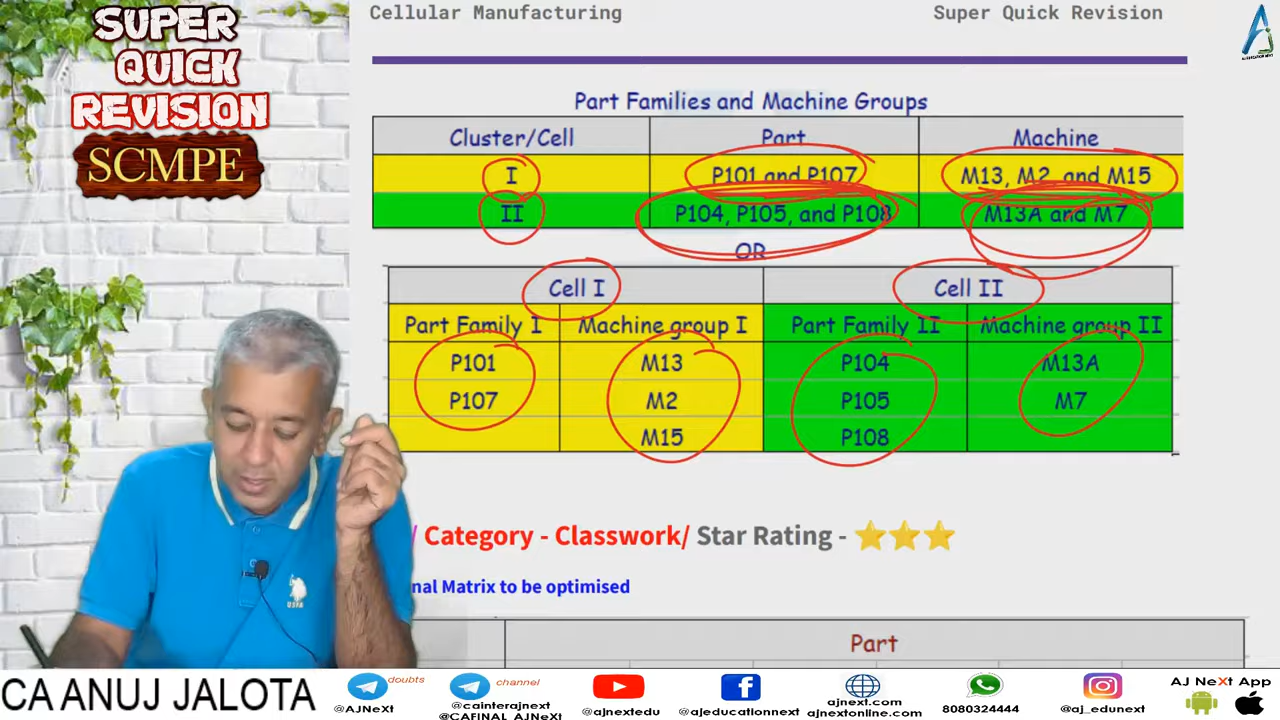 Cellular Manufacturing Super Quick Revision
SUPER
QUICK
REVISION
SCMPE
Part Families and Machine Groups
Cluster/Cell Part Machine
I P101 and P107 M13, M2, and M15
II P104, P105, and P108 M13A and M7
OR
Cell I Cell II
Part Family I Machine group I Part Family II Machine group II
P101 M13 P104 M13A
P107 M2 P105 M7
M15 P108
/ Category - Classwork/ Star Rating - ⭐⭐⭐
nal Matrix to be optimised
Part
USPA
CA ANUJ JALOTA
doubts
@AJNeXt
channel
@cainterajnext
@CAFINAL_AJNeXt
@ajnextedu
@ajeducationnext
ajnext.com
ajnextonline.com
8080324444
@aj_edunext
AJ NeXt App